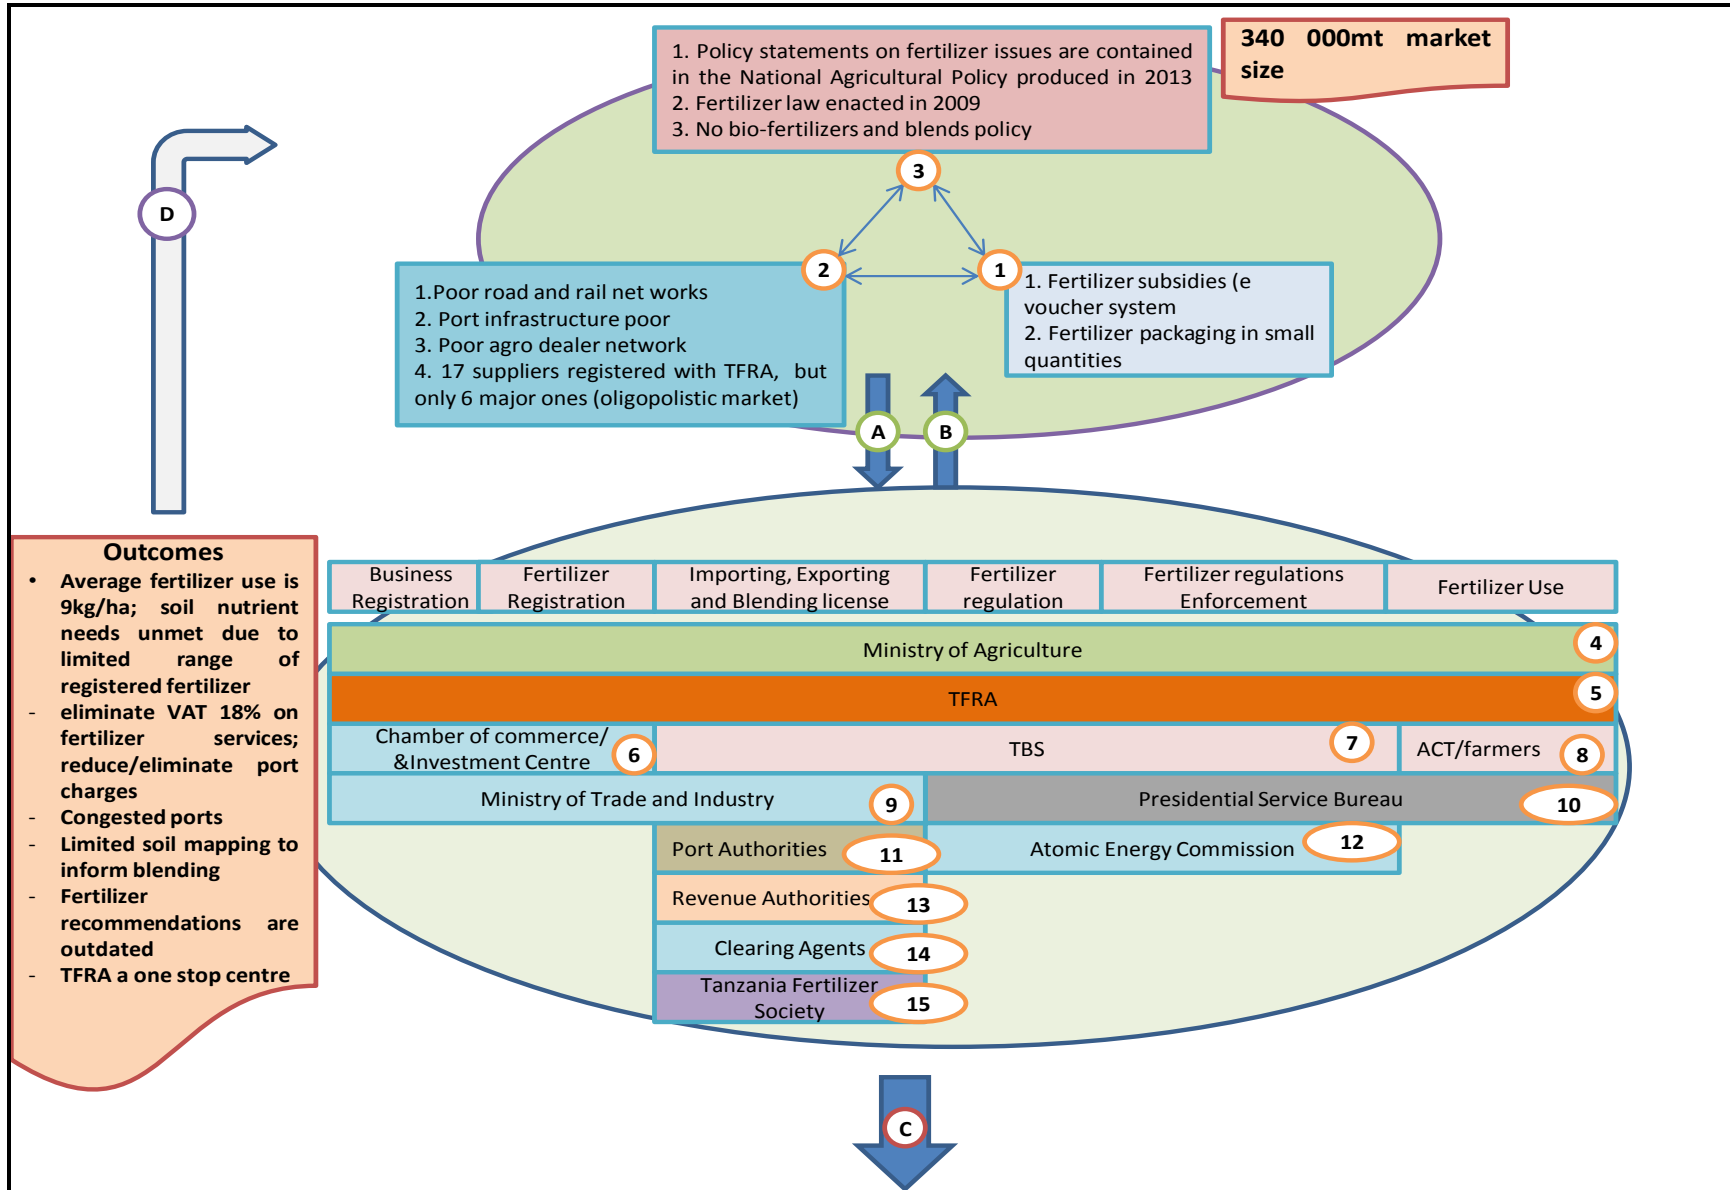 1. Policy statements on fertilizer issues are contained
in the National Agricultural Policy produced in 2013
2. Fertilizer law enacted in 2009
3. No bio-fertilizers and blends policy
340 000mt market
size
3
D
2
1
1.Poor road and rail net works
2. Port infrastructure poor
3. Poor agro dealer network
4. 17 suppliers registered with TFRA, but
only 6 major ones (oligopolistic market)
1. Fertilizer subsidies (e
voucher system
2. Fertilizer packaging in small
quantities
A
B
Outcomes
• Average fertilizer use is
9kg/ha; soil nutrient
needs unmet due to
limited range of
registered fertilizer
- eliminate VAT 18% on
fertilizer services;
reduce/eliminate port
charges
- Congested ports
- Limited soil mapping to
inform blending
- Fertilizer
recommendations are
outdated
- TFRA a one stop centre
Business
Registration
Fertilizer
Registration
Importing, Exporting
and Blending license
Fertilizer
regulation
Fertilizer regulations
Enforcement
Fertilizer Use
Ministry of Agriculture
4
TFRA
5
Chamber of commerce/
&Investment Centre
6
TBS
7
ACT/farmers
8
Ministry of Trade and Industry
9
Presidential Service Bureau
10
Port Authorities
11
Atomic Energy Commission
12
Revenue Authorities
13
Clearing Agents
14
Tanzania Fertilizer
Society
15
C